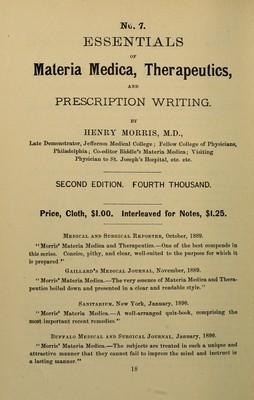 No. 7.
ESSENTIALS
OF
Materia Medica, Therapeutics,
AND
PRESCRIPTION WRITING.
BY
HENRY MORRIS, M.D.,
Late Demonstrator, Jefferson Medical College; Fellow College of Physicians,
Philadelphia; Co-editor Biddle's Materia Medica; Visiting
Physician to St. Joseph's Hospital, etc. etc.
SECOND EDITION. FOURTH THOUSAND.
Price, Cloth, $1.00. Interleaved for Notes, $1.25.
MEDICAL AND SURGICAL REPORTER, October, 1889.
"Morris' Materia Medica and Therapeutics.—One of the best compends in
this series. Concise, pithy, and clear, well-suited to the purpose for which it
is prepared."
GAILLARD'S MEDICAL JOURNAL, November, 1889.
"Morris' Materia Medica.—The very essence of Materia Medica and Thera-
peutics boiled down and presented in a clear and readable style."
SANITARIUM, New York, January, 1890.
"Morris' Materia Medica.—A well-arranged quiz-book, comprising the
most important recent remedies."
BUFFALO MEDICAL AND SURGICAL JOURNAL, January, 1890.
"Morris' Materia Medica.—The subjects are treated in such a unique and
attractive manner that they cannot fail to impress the mind and instruct in
a lasting manner."
18